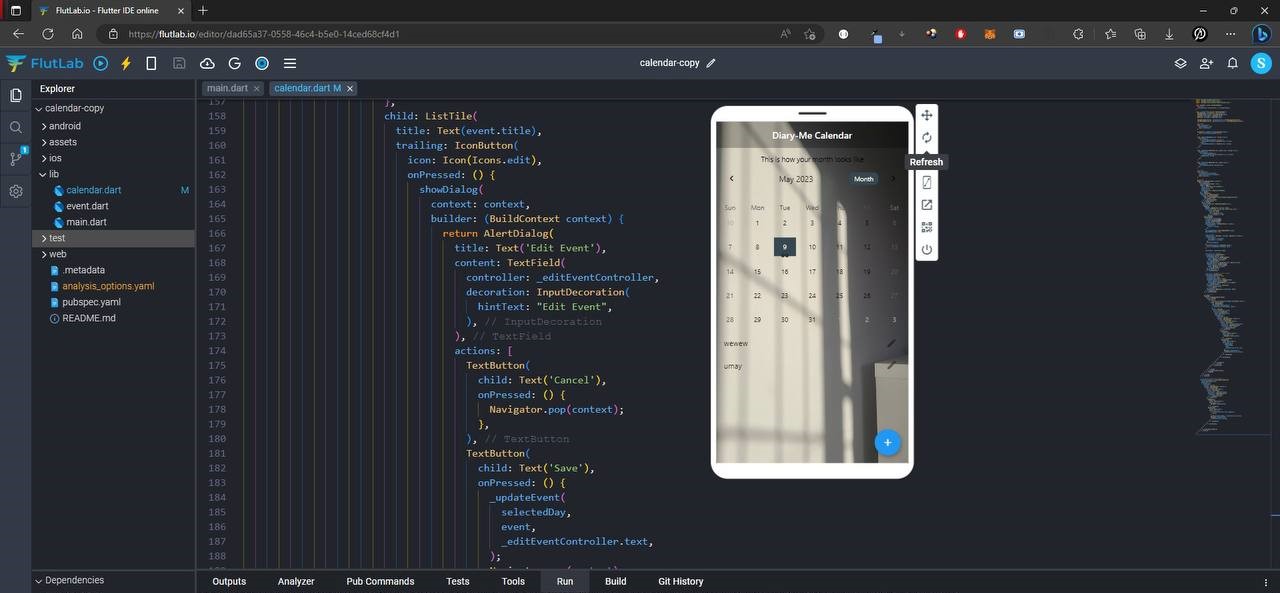 FlutLab.io - Flutter IDE online
https://flutlab.io/editor/dad65a37-0558-46c4-b5e0-14ced68cf4d1
FlutLab
calendar-copy
S
Explorer
calendar-copy
android
assets
ios
lib
calendar.dart M
event.dart
main.dart
test
web
.metadata
analysis_options.yaml
pubspec.yaml
README.md
Dependencies
main.dart
calendar.dart M
157 },
158 child: ListTile(
159 title: Text(event.title),
160 trailing: IconButton(
161 icon: Icon(Icons.edit),
162 onPressed: () {
163 showDialog(
164 context: context,
165 builder: (BuildContext context) {
166 return AlertDialog(
167 title: Text('Edit Event'),
168 content: TextField(
169 controller: _editEventController,
170 decoration: InputDecoration(
171 hintText: "Edit Event",
172 ), // InputDecoration
173 ), // TextField
174 actions: [
175 TextButton(
176 child: Text('Cancel'),
177 onPressed: () {
178 Navigator.pop(context);
179 },
180 ), // TextButton
181 TextButton(
182 child: Text('Save'),
183 onPressed: () {
184 _updateEvent(
185 selectedDay,
186 event,
187 _editEventController.text,
188 );
Diary-Me Calendar
This is how your month looks like
May 2023
Month
Sun Mon Tue Wed Sat
1 2 3 4 5
7 8 9 10 11 12 13
14 15 16 17 18 19 20
21 22 23 24 25 26 27
28 29 30 31 1 2 3
wewew
umay
+
Refresh
Outputs
Analyzer
Pub Commands
Tests
Tools
Run
Build
Git History